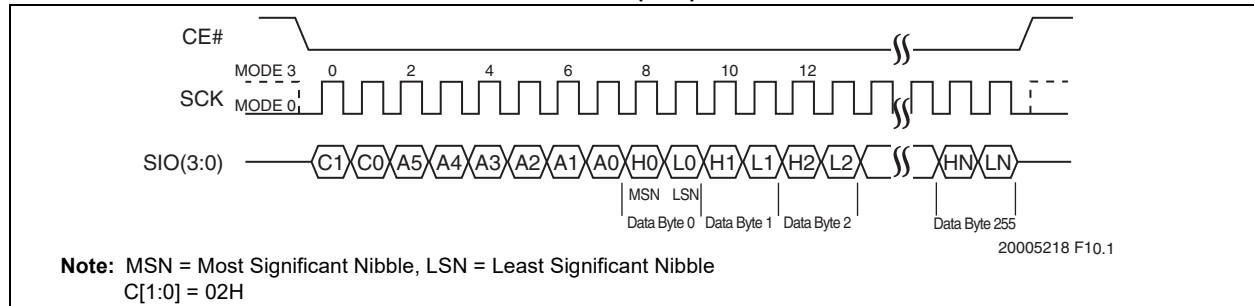 CE#
MODE 3 0 2 4 6 8 10 12
SCK MODE 0
SIO(3:0) C1 C0 A5 A4 A3 A2 A1 A0 H0 L0 H1 L1 H2 L2 HN LN
MSN LSN
Data Byte 0 Data Byte 1 Data Byte 2 Data Byte 255
20005218 F10.1
Note: MSN = Most Significant Nibble, LSN = Least Significant Nibble
C[1:0] = 02H